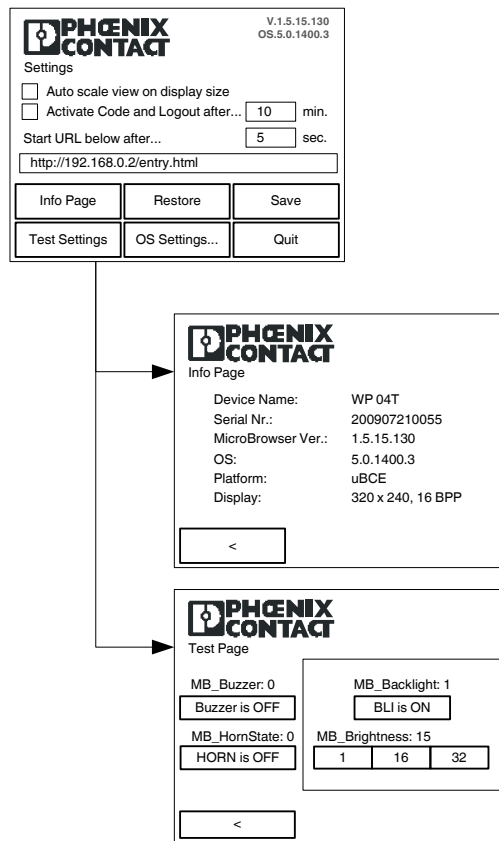 PHŒNIX
CONTACT
V.1.5.15.130
OS.5.0.1400.3
Settings
Auto scale view on display size
Activate Code and Logout after... 10 min.
Start URL below after... 5 sec.
http://192.168.0.2/entry.html
Info Page Restore Save
Test Settings OS Settings... Quit
PHŒNIX
CONTACT
Info Page
Device Name: WP 04T
Serial Nr.: 200907210055
MicroBrowser Ver.: 1.5.15.130
OS: 5.0.1400.3
Platform: uBCE
Display: 320 x 240, 16 BPP
<
PHŒNIX
CONTACT
Test Page
MB_Buzzer: 0 MB_Backlight: 1
Buzzer is OFF BLI is ON
MB_HornState: 0 MB_Brightness: 15
HORN is OFF 1 16 32
<